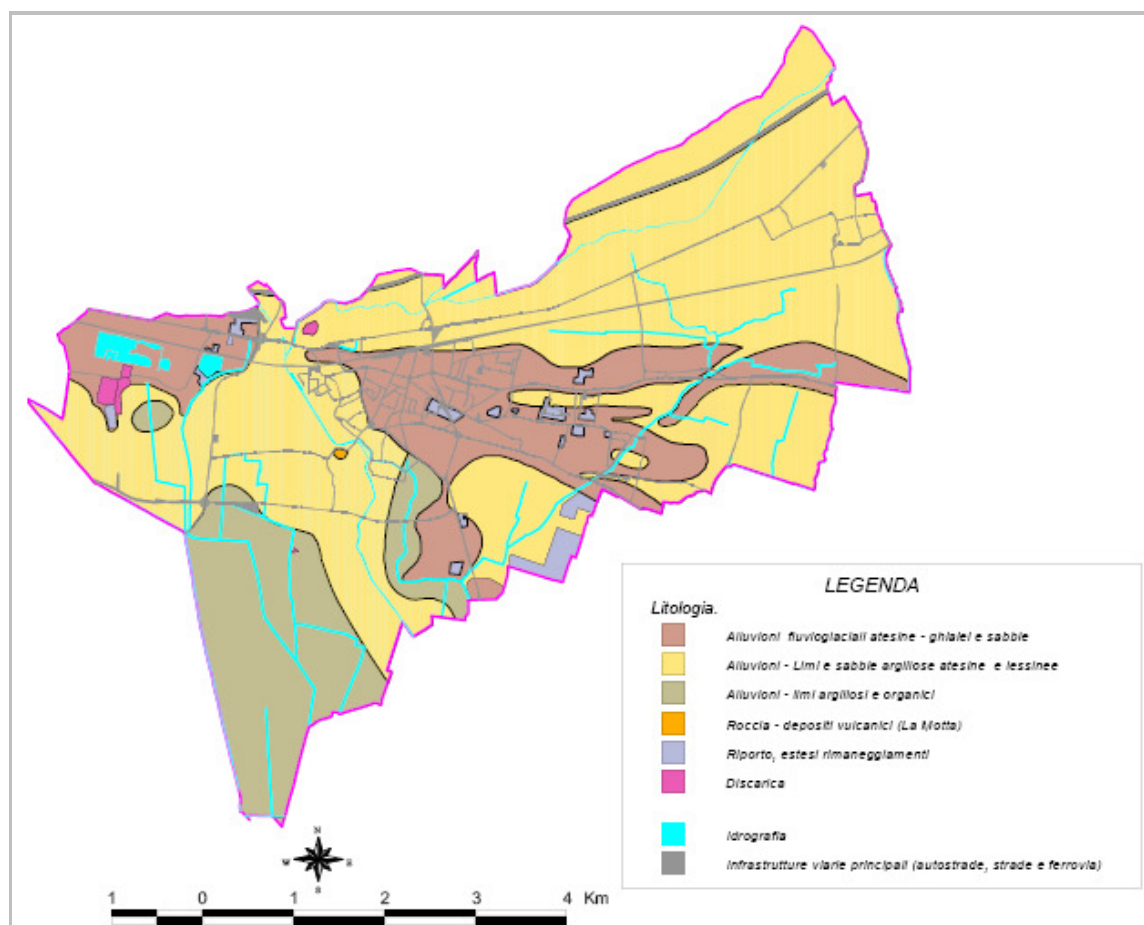 LEGENDA
Litologia.
Alluvioni fluvioglaciali atesine - ghiaiei e sabbie
Alluvioni - Limi e sabbie argillose atesine e lessinee
Alluvioni - limi argillosi e organici
Roccia - depositi vulcanici (La Motta)
Riporto, estesi rimaneggiamenti
Discarica
Idrografia
Infrastrutture viarie principali (autostrade, strade e ferrovia)
N
W
S
1 0 1 2 3 4 Km